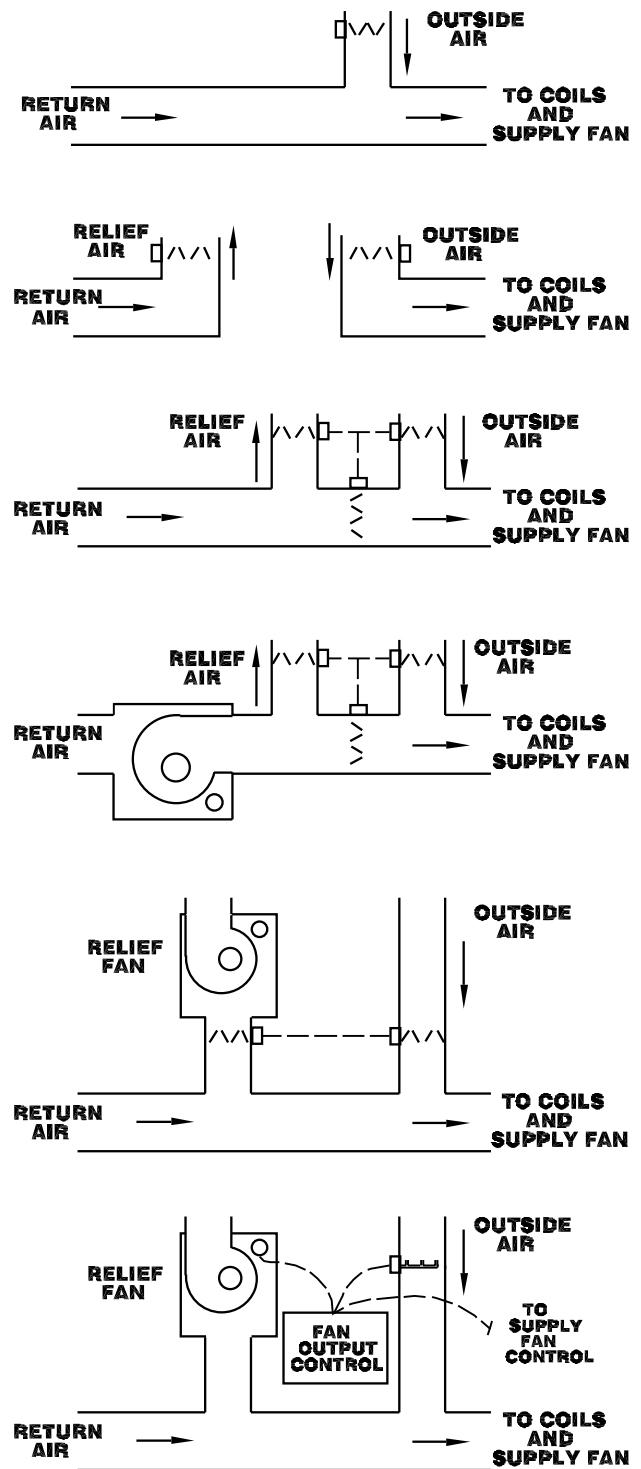 OUTSIDE
AIR
RETURN
AIR
TO COILS
AND
SUPPLY FAN
RELIEF
AIR
OUTSIDE
AIR
RETURN
AIR
TO COILS
AND
SUPPLY FAN
RELIEF
AIR
OUTSIDE
AIR
RETURN
AIR
TO COILS
AND
SUPPLY FAN
RELIEF
AIR
OUTSIDE
AIR
RETURN
AIR
TO COILS
AND
SUPPLY FAN
RELIEF
FAN
OUTSIDE
AIR
RETURN
AIR
TO COILS
AND
SUPPLY FAN
RELIEF
FAN
OUTSIDE
AIR
FAN
OUTPUT
CONTROL
TO
SUPPLY
FAN
CONTROL
RETURN
AIR
TO COILS
AND
SUPPLY FAN